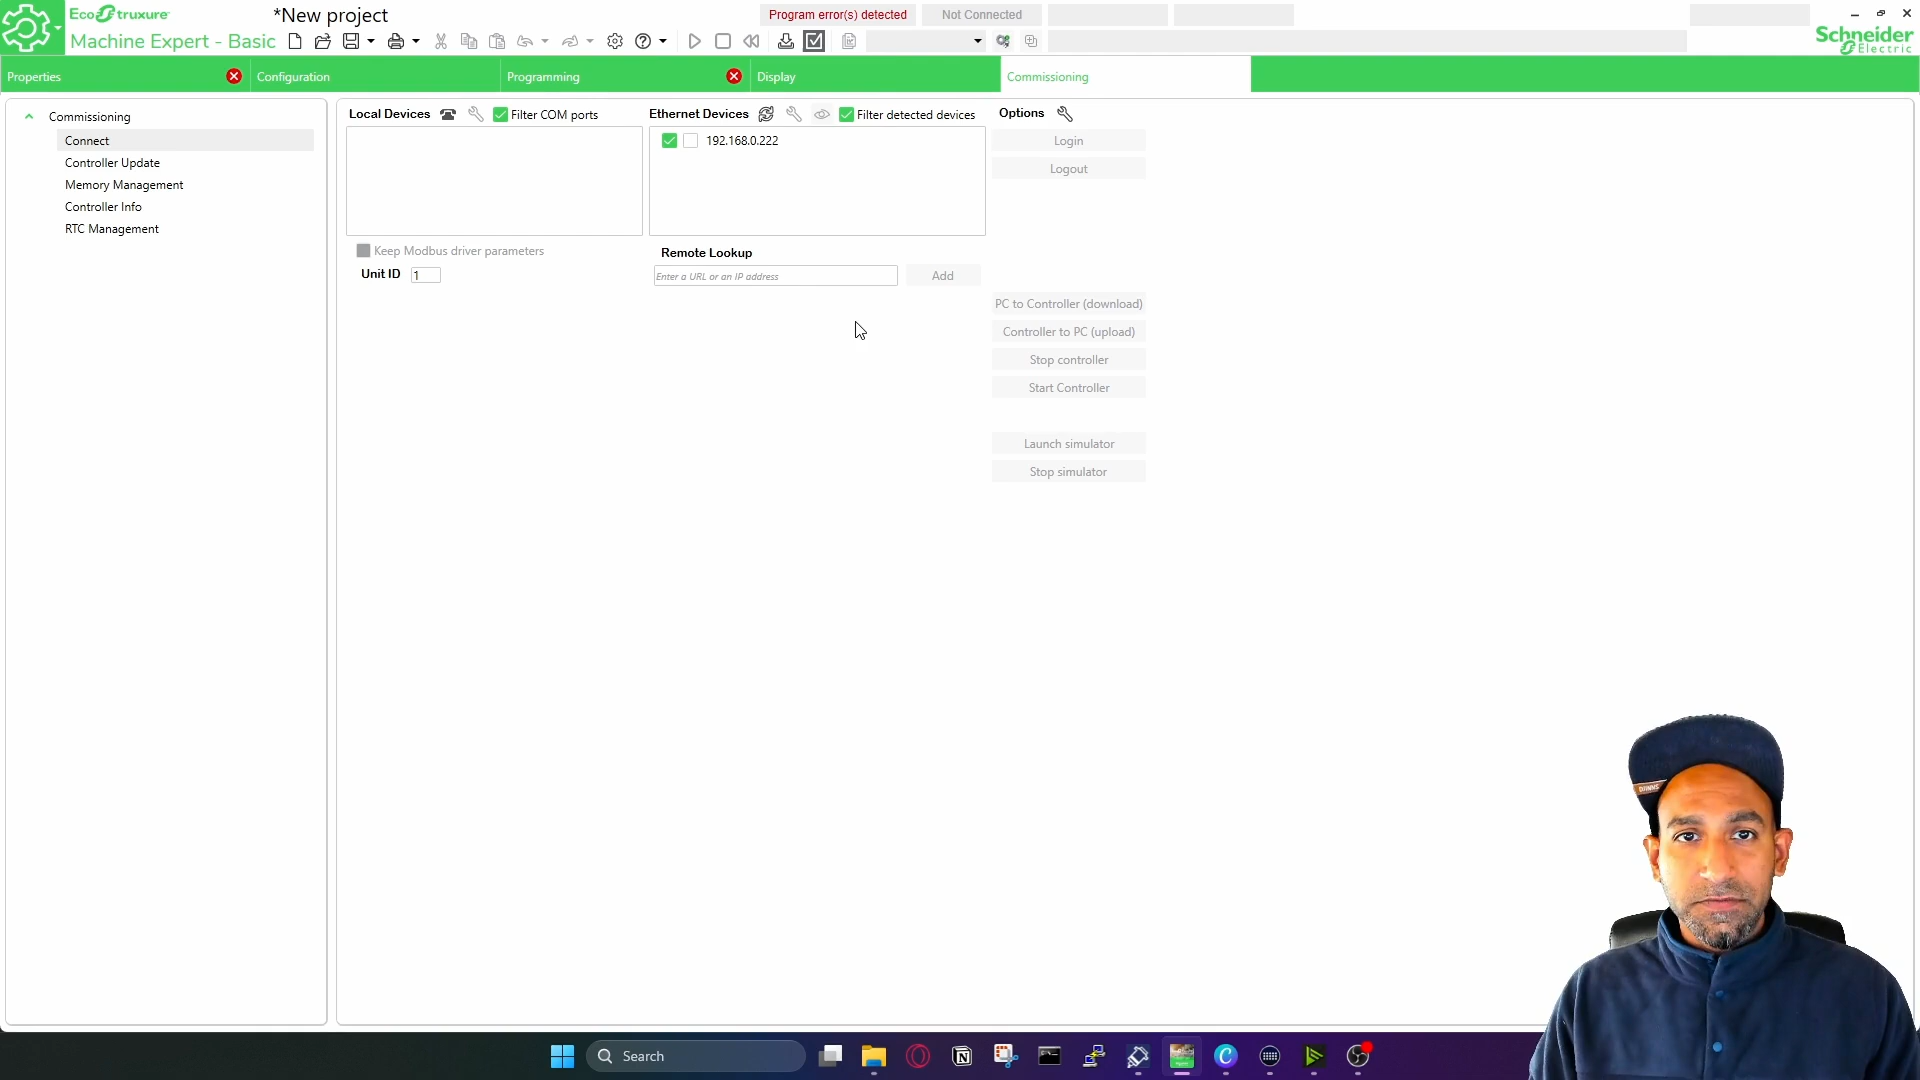 EcoStruxure
Machine Expert - Basic
*New project
Program error(s) detected
Not Connected
Schneider
Electric
Properties
Configuration
Programming
Display
Commissioning
Commissioning
Connect
Controller Update
Memory Management
Controller Info
RTC Management
Local Devices
Filter COM ports
Keep Modbus driver parameters
Unit ID 1
Ethernet Devices
Filter detected devices
192.168.0.222
Remote Lookup
Enter a URL or an IP address
Add
Options
Login
Logout
PC to Controller (download)
Controller to PC (upload)
Stop controller
Start Controller
Launch simulator
Stop simulator
Search